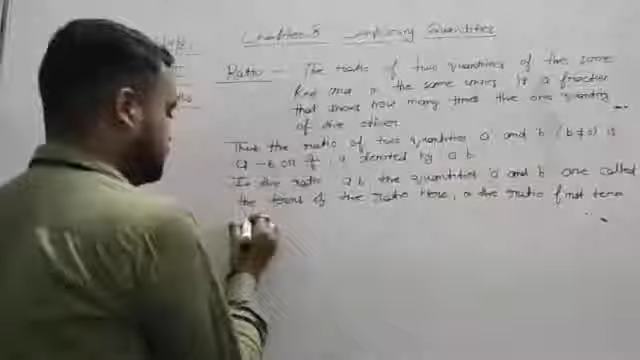 Chapter-8 Comparing Quantities
Ratio :- The ratio of two quantities of the same
kind and in the same units is a fraction
that shows how many times the one quantity
of the other
Thus the ratio of two quantities a and b (b≠0) is
a ÷ b or a/b, is denoted by a:b
In the ratio a:b the quantities a and b are called
the terms of the ratio Here, a the ratio first term